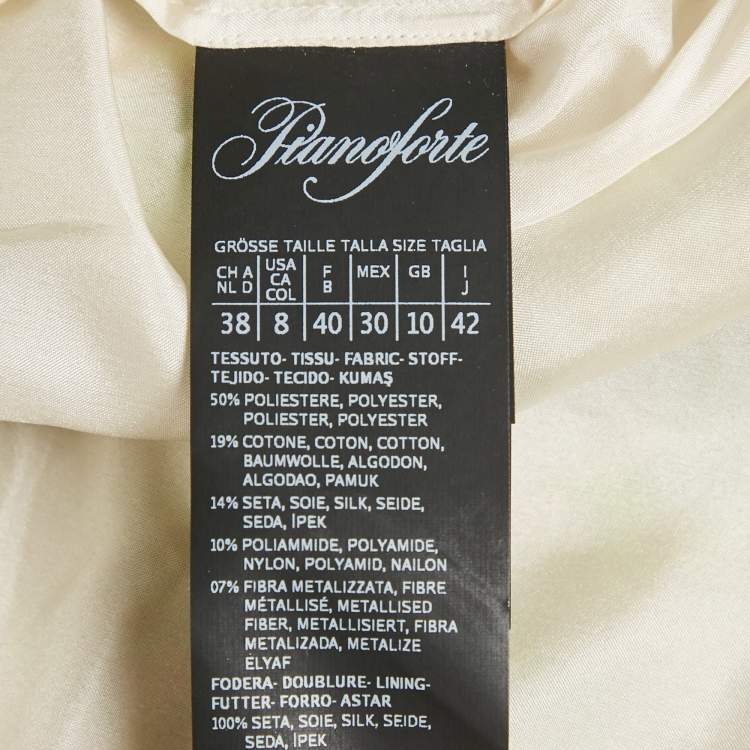 Pianoforte
GRÖSSE TAILLE TALLA SIZE TAGLIA
CH A NL D USA CA COL F B MEX GB I J
38 8 40 30 10 42
TESSUTO- TISSU- FABRIC- STOFF-
TEJIDO- TECIDO- KUMAŞ
50% POLIESTERE, POLYESTER,
POLIESTER, POLYESTER
19% COTONE, COTON, COTTON,
BAUMWOLLE, ALGODON,
ALGODAO, PAMUK
14% SETA, SOIE, SILK, SEIDE,
SEDA, İPEK
10% POLIAMMIDE, POLYAMIDE,
NYLON, POLYAMID, NAILON
07% FIBRA METALIZZATA, FIBRE
MÉTALLISÉ, METALLISED
FIBER, METALLISIERT, FIBRA
METALIZADA, METALIZE
ELYAF
FODERA- DOUBLURE- LINING-
FUTTER- FORRO- ASTAR
100% SETA, SOIE, SILK, SEIDE,
SEDA, İPEK